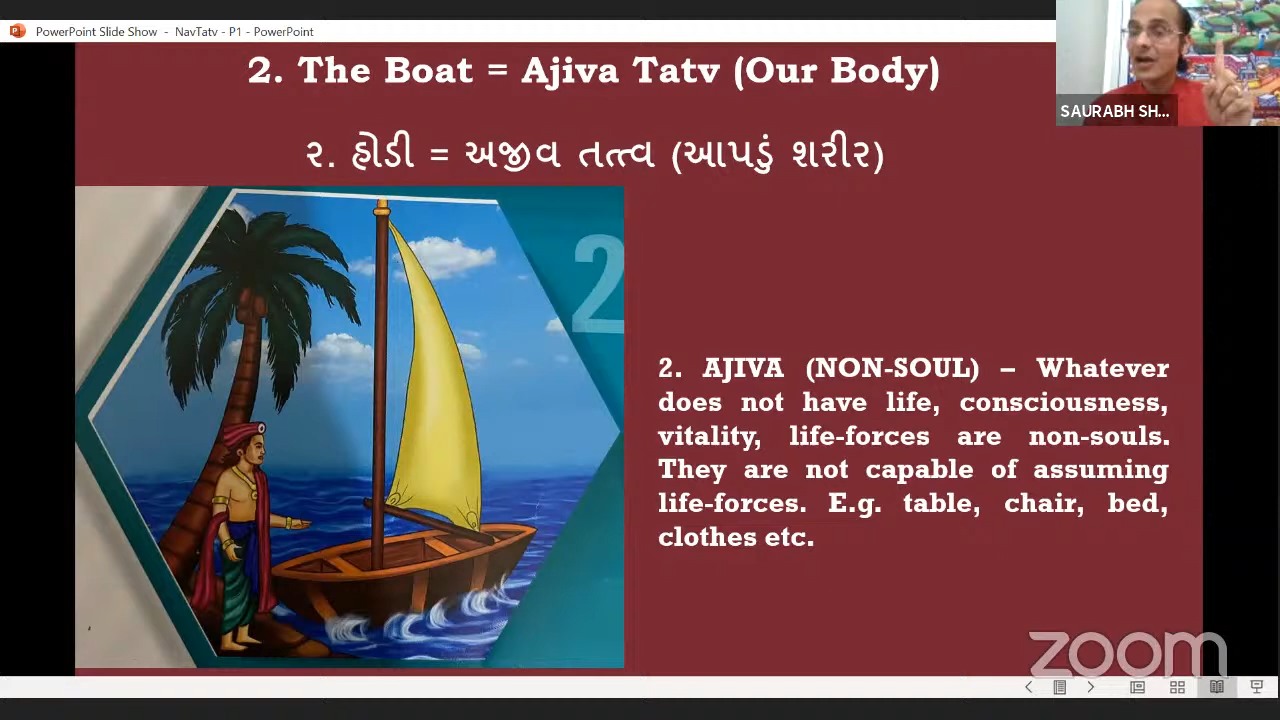 PowerPoint Slide Show - NavTatv - P1 - PowerPoint
2. The Boat = Ajiva Tatv (Our Body)
૨. હોડી = અજીવ તત્ત્વ (આપડું શરીર)
SAURABH SH...
2
2. AJIVA (NON-SOUL) – Whatever
does not have life, consciousness,
vitality, life-forces are non-souls.
They are not capable of assuming
life-forces. E.g. table, chair, bed,
clothes etc.
zoom